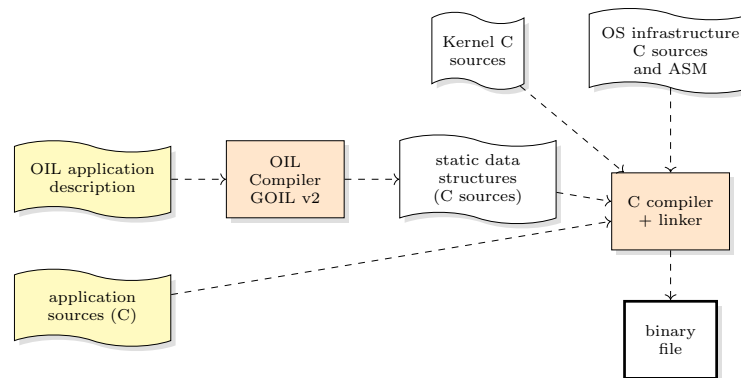 Kernel C
sources
OS infrastructure
C sources
and ASM
OIL application
description
OIL
Compiler
GOIL v2
static data
structures
(C sources)
C compiler
+ linker
application
sources (C)
binary
file